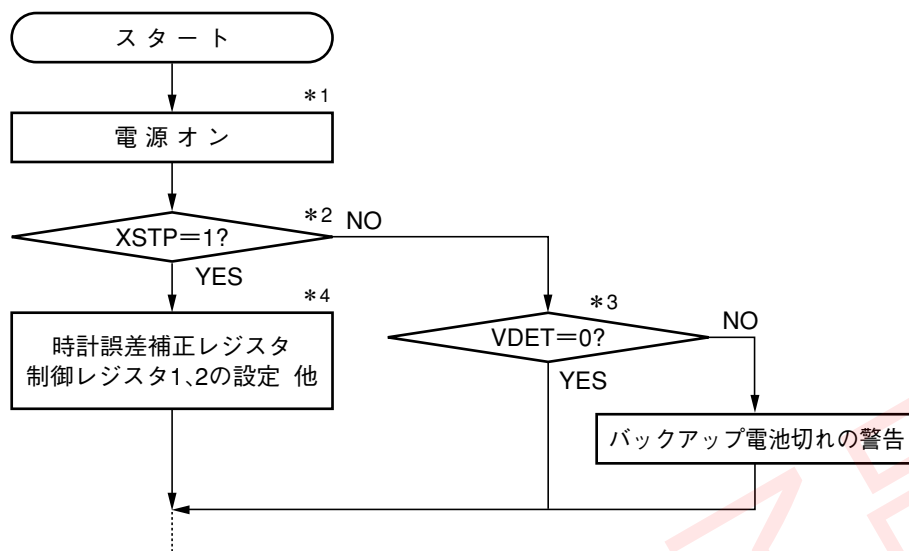 スタート
*1
電源オン
*2
XSTP=1?
NO
YES
*4
*3
時計誤差補正レジスタ
制御レジスタ1、2の設定 他
VDET=0?
NO
YES
バックアップ電池切れの警告